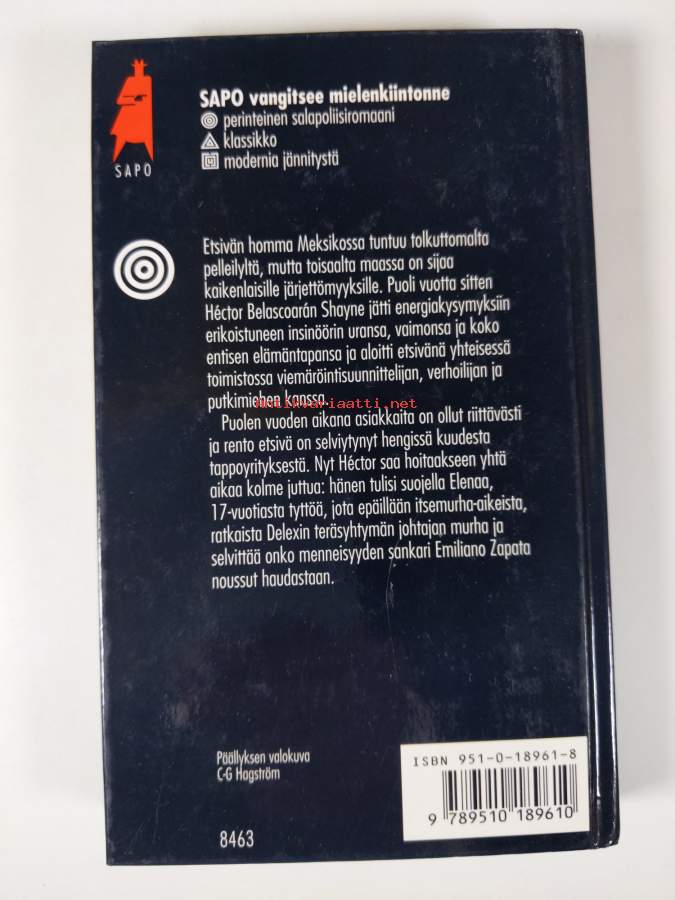 SAPO vangitsee mielenkiintonne
perinteinen salapoliisiromaani
klassikko
modernia jännitystä
SAPO
Etsivän homma Meksikossa tuntuu tolkuttomalta
pelleilyltä, mutta toisaalta maassa on sijaa
kaikenlaisille järjettömyyksille. Puoli vuotta sitten
Héctor Belascoarán Shayne jätti energiakysymyksiin
erikoistuneen insinöörin uransa, vaimonsa ja koko
entisen elämäntapansa ja aloitti etsivänä yhteisessä
toimistossa viemäröintisuunnittelijan, verhoilijan ja
putkimiehen kanssa.
antikvariaatti.net
Puolen vuoden aikana asiakkaita on ollut riittävästi
ja rento etsivä on selviytynyt hengissä kuudesta
tappoyrityksestä. Nyt Héctor saa hoitaakseen yhtä
aikaa kolme juttua: hänen tulisi suojella Elenaa,
17-vuotiasta tyttöä, jota epäillään itsemurha-aikeista,
ratkaista Delexin teräsyhtymän johtajan murha ja
selvittää onko menneisyyden sankari Emiliano Zapata
noussut haudastaan.
Päällyksen valokuva
C-G Hagström
8463
ISBN 951-0-18961-8
9 789510 189610